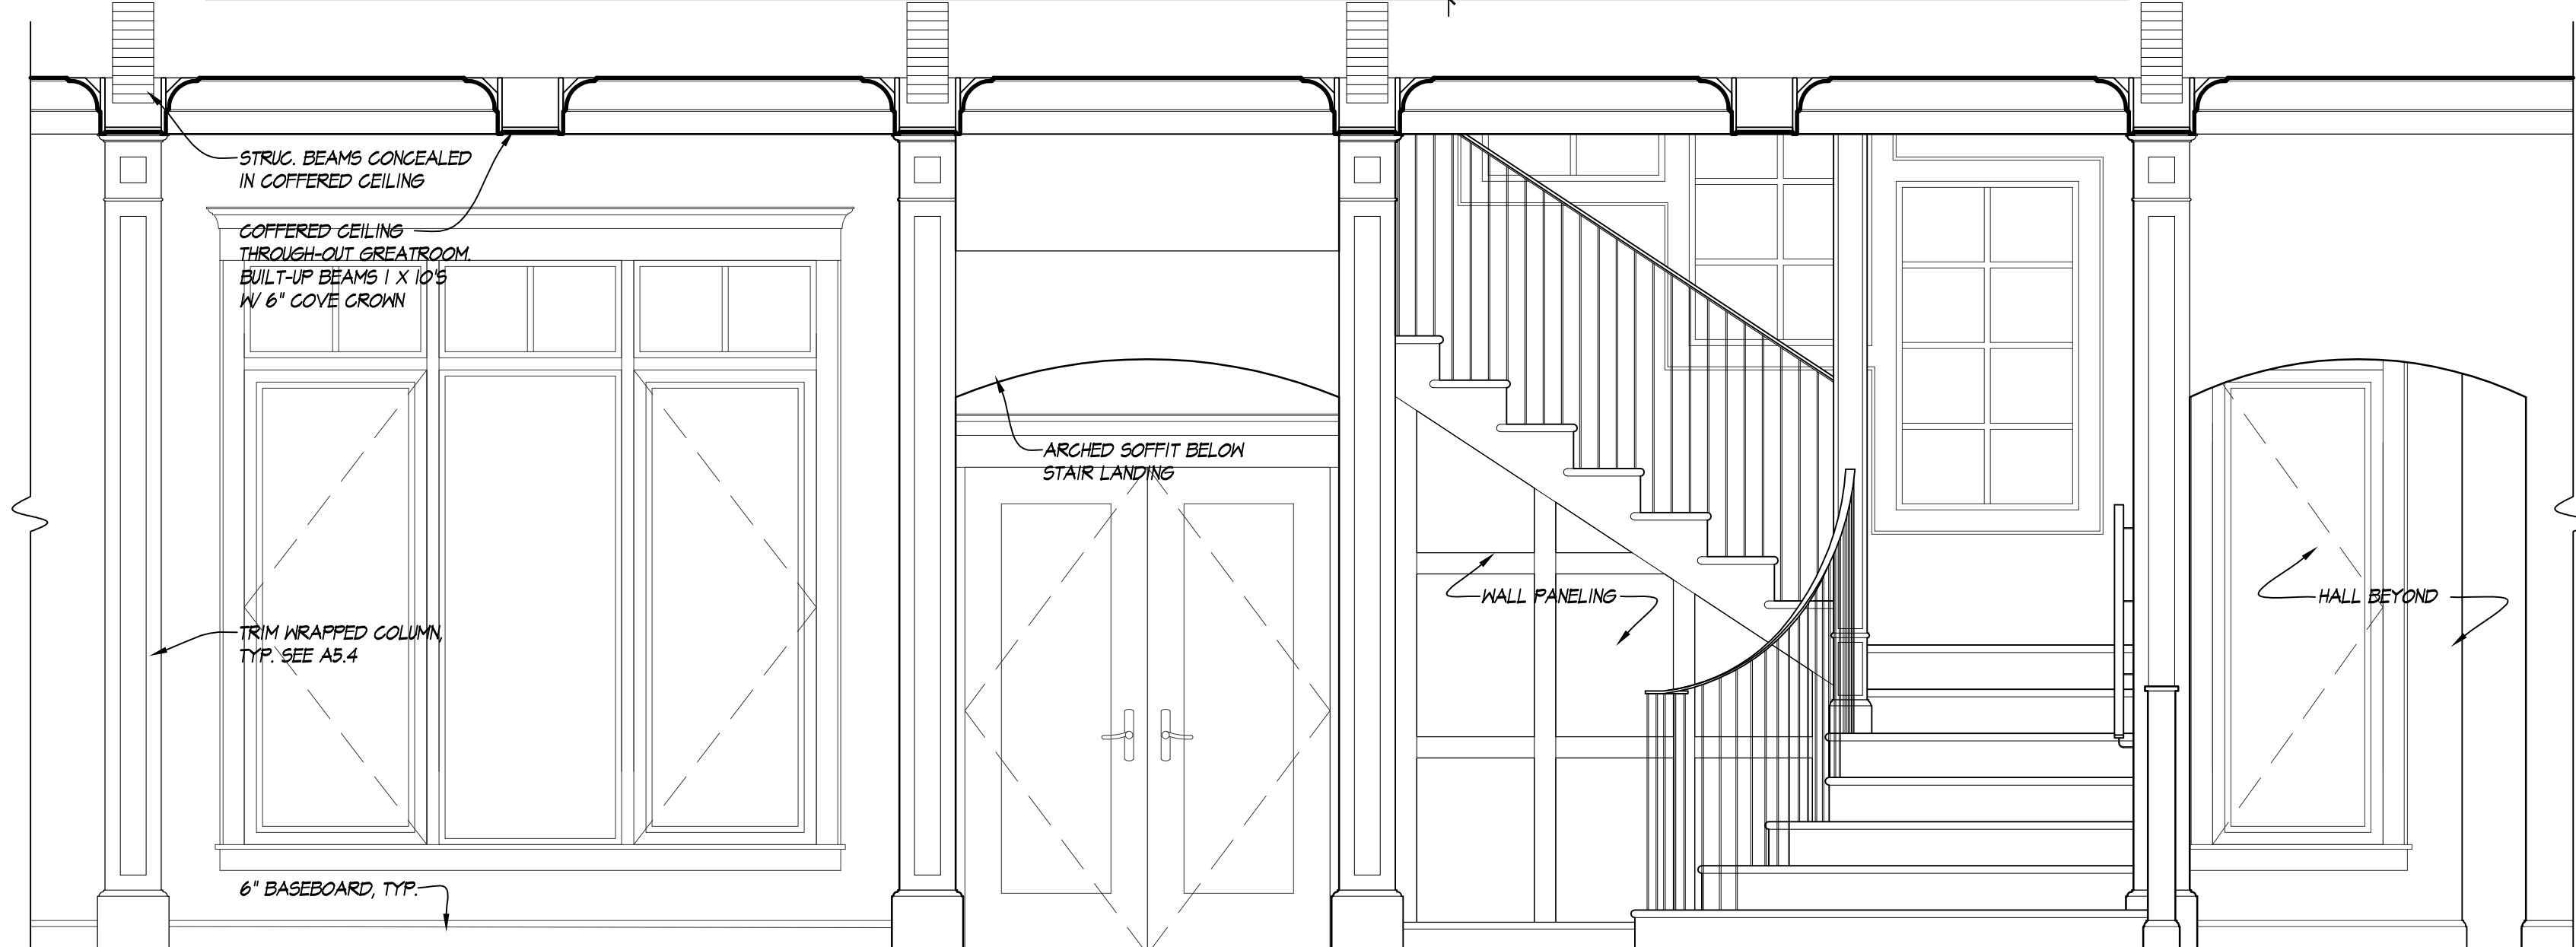 STRUC. BEAMS CONCEALED
IN COFFERED CEILING
COFFERED CEILING
THROUGH-OUT GREATROOM.
BUILT-UP BEAMS 1 X 10'S
W/ 6" COVE CROWN
ARCHED SOFFIT BELOW
STAIR LANDING
WALL PANELING
HALL BEYOND
TRIM WRAPPED COLUMN,
TYP. SEE A5.4
6" BASEBOARD, TYP.